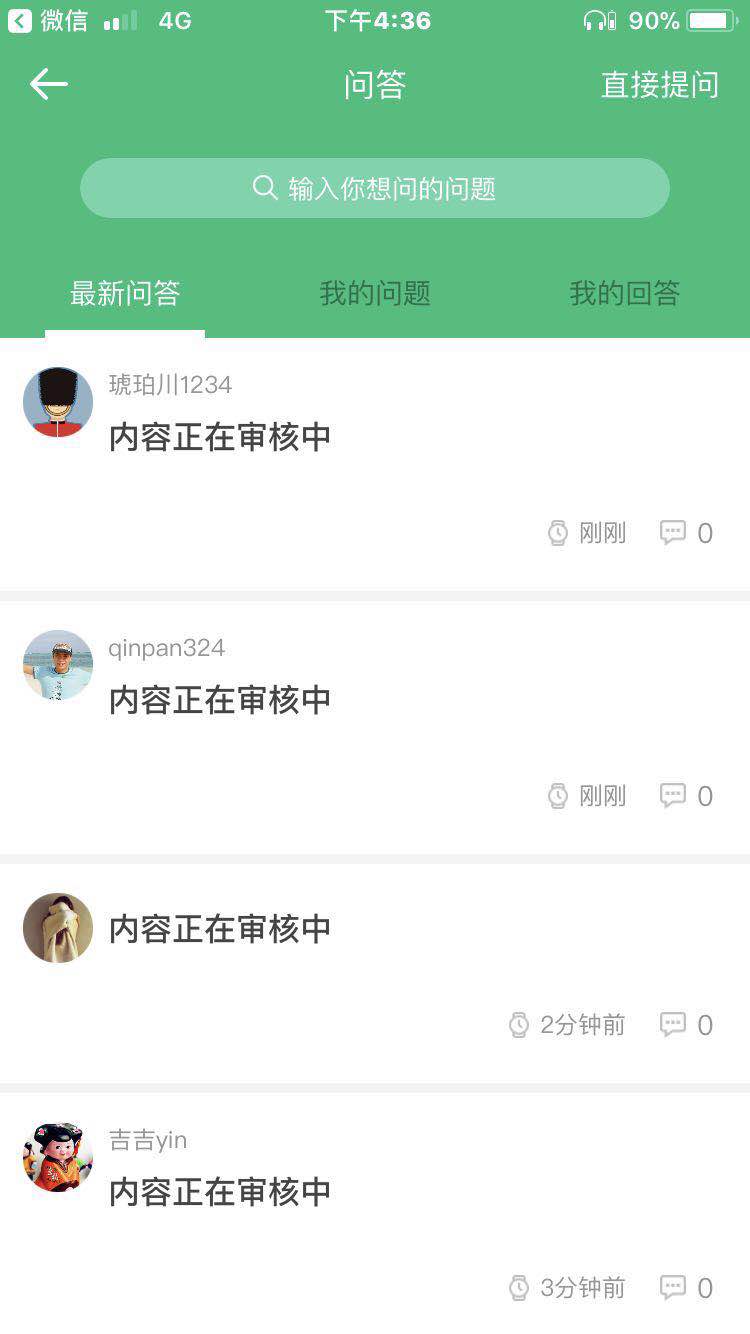 微信 4G 下午4:36 90%
问答 直接提问
输入你想问的问题
最新问答 我的问题 我的回答
琥珀川1234
内容正在审核中
刚刚 0
qinpan324
内容正在审核中
刚刚 0
内容正在审核中
2分钟前 0
吉吉yin
内容正在审核中
3分钟前 0